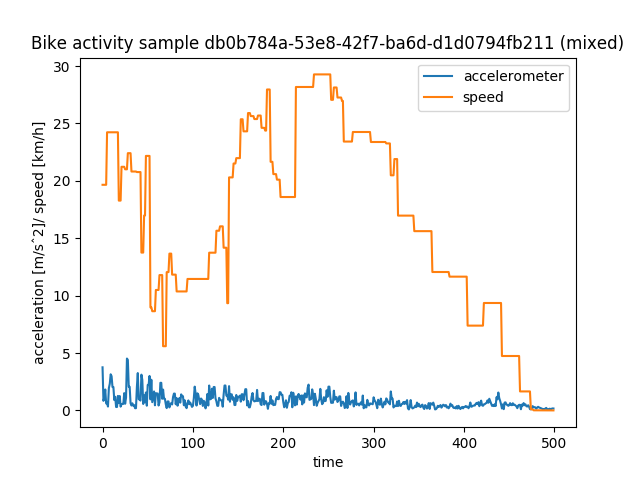 Bike activity sample db0b784a-53e8-42f7-ba6d-d1d0794fb211 (mixed)
acceleration [m/s^2]/ speed [km/h]
30
25
20
15
10
5
0
accelerometer
speed
0
100
200
300
400
500
time